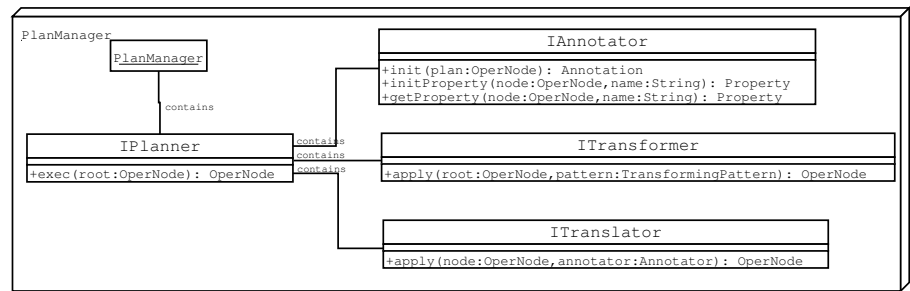 PlanManager
PlanManager
contains
IPlanner
+exec(root:OperNode): OperNode
contains
contains
contains
IAnnotator
+init(plan:OperNode): Annotation
+initProperty(node:OperNode,name:String): Property
+getProperty(node:OperNode,name:String): Property
ITransformer
+apply(root:OperNode,pattern:TransformingPattern): OperNode
ITranslator
+apply(node:OperNode,annotator:Annotator): OperNode